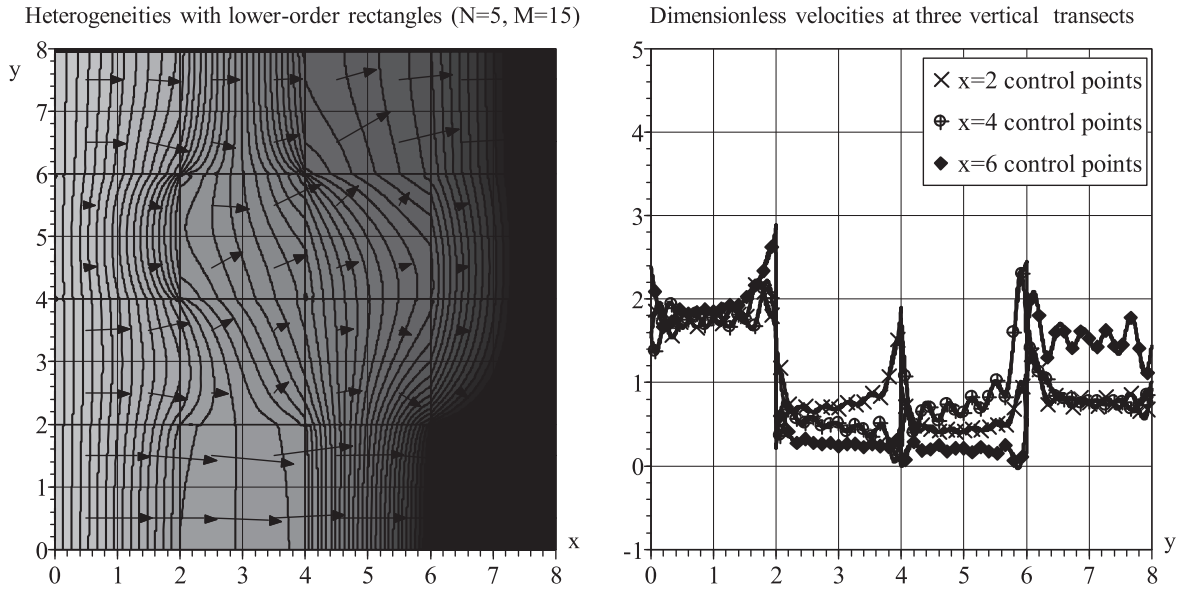 Heterogeneities with lower-order rectangles (N=5, M=15)
Dimensionless velocities at three vertical transects
8
7
6
5
4
3
2
1
0
y
0 1 2 3 4 5 6 7 8
x
5
4
3
2
1
0
-1
x=2 control points
x=4 control points
x=6 control points
0 1 2 3 4 5 6 7 8
y